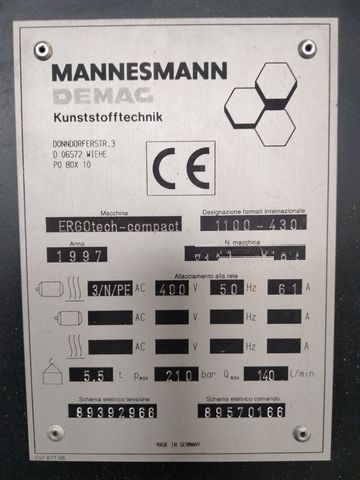 MANNESMANN
DEMAG
Kunststofftechnik
DONNDORFERSTR.3
D 06572 WIEHE
PO BOX 10
CE
Macchina
Designazione formati internazionale
ERGOtech-compact
1100-430
Anno
N. macchina
1997
Allacciamento alla rete
3/N/PE AC 400 V 50 Hz 61 A
AC V Hz A
AC V Hz A
5.5 t pmax 210 bar Qmax 140 l/min
Schema elettrico tensione
Schema elettrico comando
89392966
89570166
MADE IN GERMANY